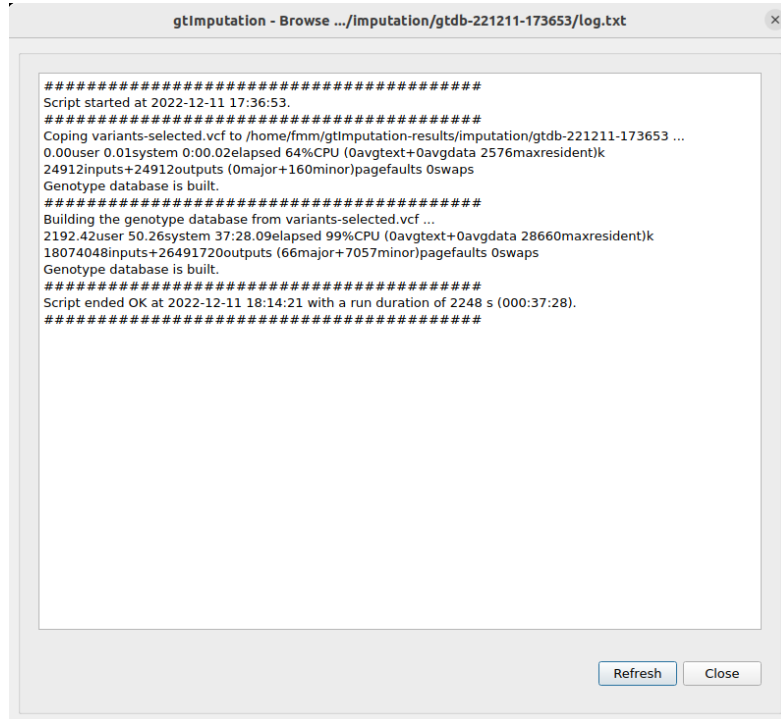 gtImputation - Browse .../imputation/gtdb-221211-173653/log.txt
#########################################
Script started at 2022-12-11 17:36:53.
#########################################
Coping variants-selected.vcf to /home/fmm/gtImputation-results/imputation/gtdb-221211-173653 ...
0.00user 0.01system 0:00.02elapsed 64%CPU (0avgtext+0avgdata 2576maxresident)k
24912inputs+24912outputs (0major+160minor)pagefaults 0swaps
Genotype database is built.
#########################################
Building the genotype database from variants-selected.vcf ...
2192.42user 50.26system 37:28.09elapsed 99%CPU (0avgtext+0avgdata 28660maxresident)k
18074048inputs+26491720outputs (66major+7057minor)pagefaults 0swaps
Genotype database is built.
#########################################
Script ended OK at 2022-12-11 18:14:21 with a run duration of 2248 s (000:37:28).
#########################################
Refresh Close